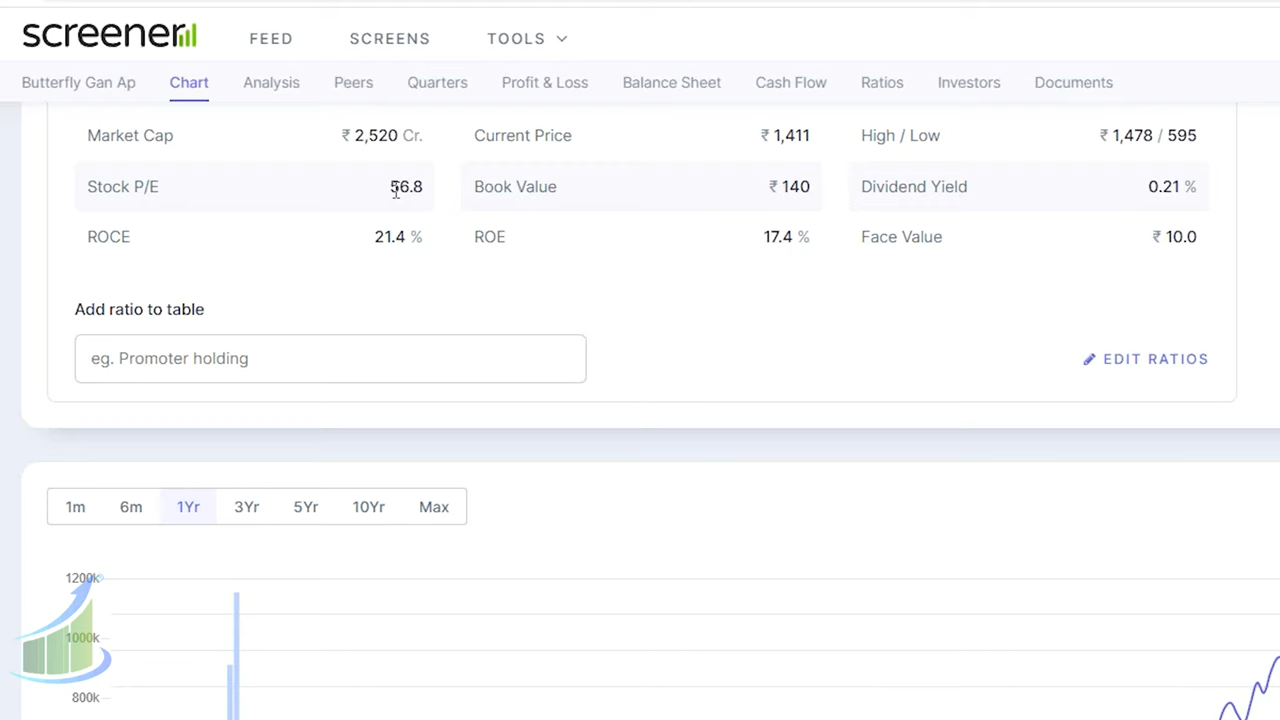 screener FEED SCREENS TOOLS
Butterfly Gan Ap Chart Analysis Peers Quarters Profit & Loss Balance Sheet Cash Flow Ratios Investors Documents
Market Cap ₹ 2,520 Cr. Current Price ₹ 1,411 High / Low ₹ 1,478 / 595
Stock P/E 56.8 Book Value ₹ 140 Dividend Yield 0.21 %
ROCE 21.4 % ROE 17.4 % Face Value ₹ 10.0
Add ratio to table
eg. Promoter holding EDIT RATIOS
1m 6m 1Yr 3Yr 5Yr 10Yr Max
1200k
1000k
800k